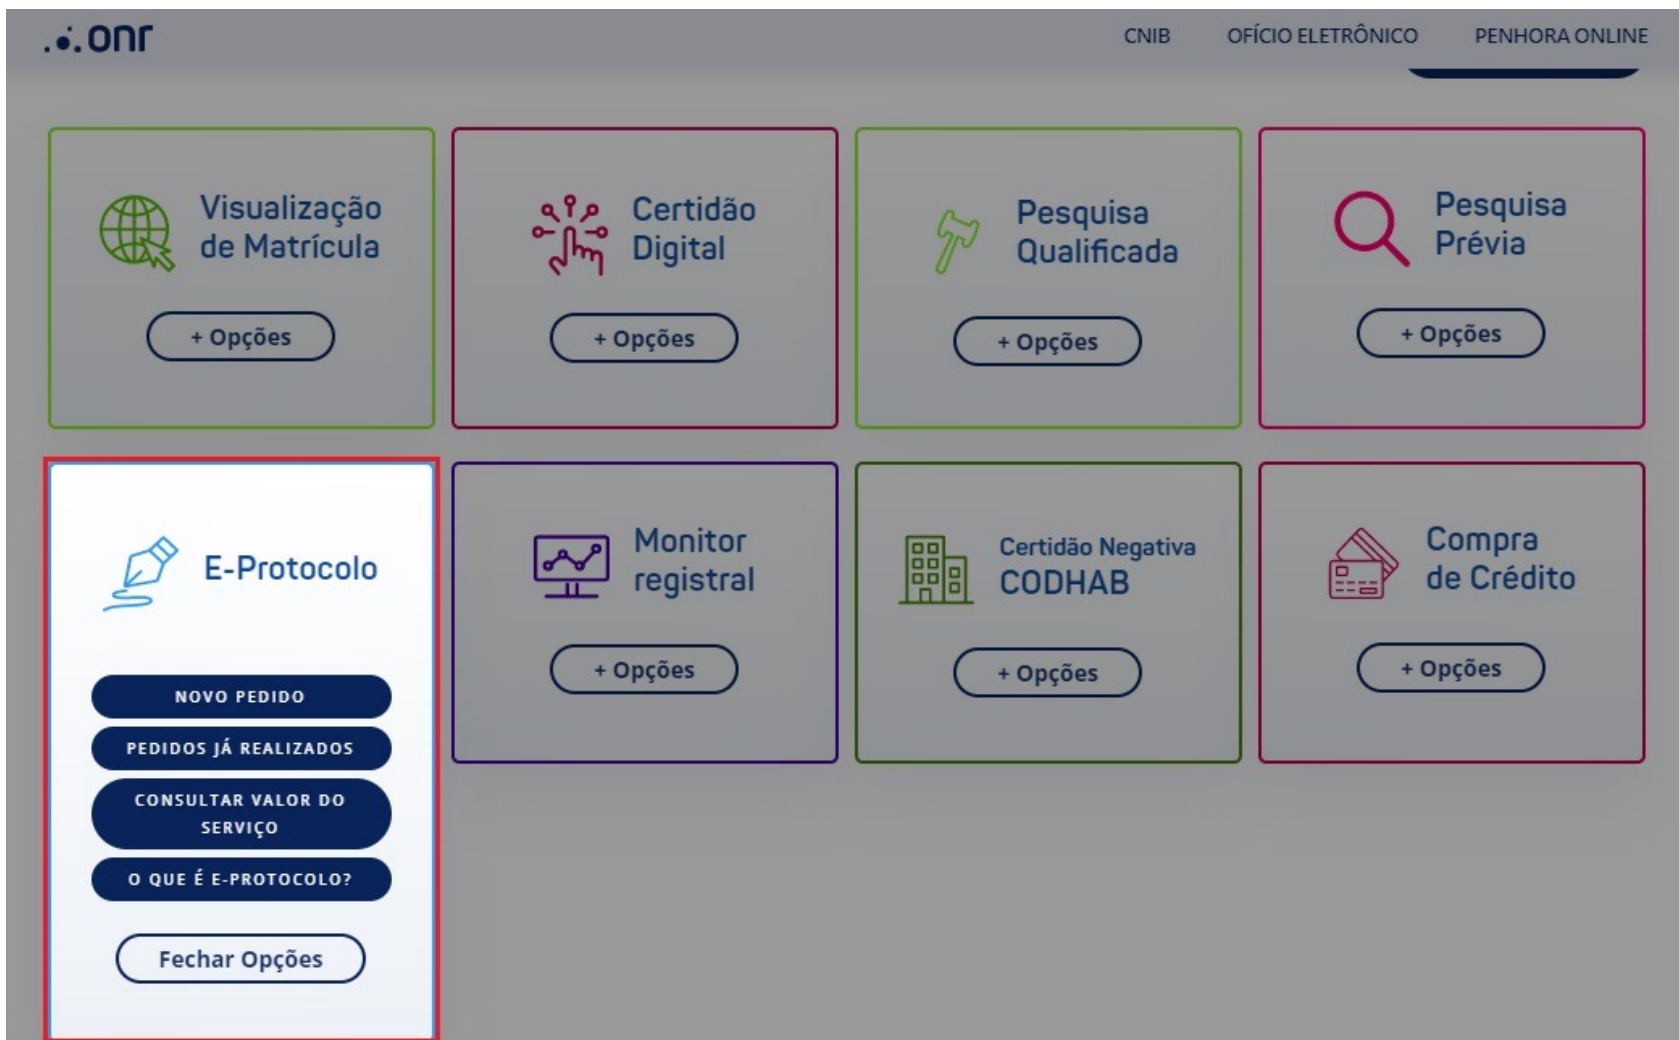 onr
CNIB
OFÍCIO ELETRÔNICO
PENHORA ONLINE
Visualização
de Matrícula
+ Opções
Certidão
Digital
+ Opções
Pesquisa
Qualificada
+ Opções
Pesquisa
Prévia
+ Opções
E-Protocolo
NOVO PEDIDO
PEDIDOS JÁ REALIZADOS
CONSULTAR VALOR DO
SERVIÇO
O QUE É E-PROTOCOLO?
Fechar Opções
Monitor
registral
+ Opções
Certidão Negativa
CODHAB
+ Opções
Compra
de Crédito
+ Opções